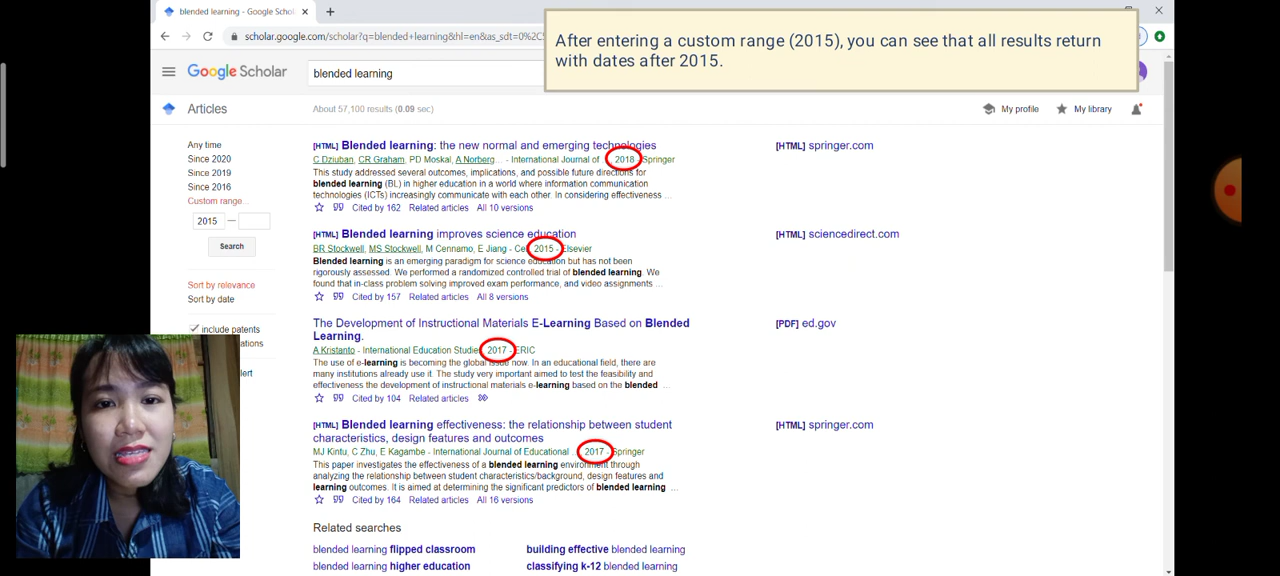 blended learning - Google Schol
scholar.google.com/scholar?q=blended+learning&hl=en&as_sdt=0%2C5
After entering a custom range (2015), you can see that all results return
with dates after 2015.
Google Scholar
blended learning
Articles
About 57,100 results (0.09 sec)
My profile
My library
Any time
Since 2020
Since 2019
Since 2016
Custom range...
2015 —
Search
Sort by relevance
Sort by date
include patents
ations
lert
[HTML] Blended learning: the new normal and emerging technologies
C Dziuban, CR Graham, PD Moskal, A Norberg... - International Journal of ... 2018 - Springer
This study addressed several outcomes, implications, and possible future directions for
blended learning (BL) in higher education in a world where information communication
technologies (ICTs) increasingly communicate with each other. In considering effectiveness ...
Cited by 162 Related articles All 10 versions
[HTML] springer.com
[HTML] Blended learning improves science education
BR Stockwell, MS Stockwell, M Cennamo, E Jiang - Ce 2015 - Elsevier
Blended learning is an emerging paradigm for science education but has not been
rigorously assessed. We performed a randomized controlled trial of blended learning. We
found that in-class problem solving improved exam performance, and video assignments ...
Cited by 157 Related articles All 8 versions
[HTML] sciencedirect.com
The Development of Instructional Materials E-Learning Based on Blended
Learning.
A Kristanto - International Education Studie 2017 - ERIC
The use of e-learning is becoming the global issue now. In an educational field, there are
many institutions already use it. The study very important aimed to test the feasibility and
effectiveness the development of instructional materials e-learning based on the blended ...
Cited by 104 Related articles
[PDF] ed.gov
[HTML] Blended learning effectiveness: the relationship between student
characteristics, design features and outcomes
MJ Kintu, C Zhu, E Kagambe - International Journal of Educational ... 2017 - Springer
This paper investigates the effectiveness of a blended learning environment through
analyzing the relationship between student characteristics/background, design features and
learning outcomes. It is aimed at determining the significant predictors of blended learning ...
Cited by 164 Related articles All 16 versions
[HTML] springer.com
Related searches
blended learning flipped classroom
building effective blended learning
blended learning higher education
classifying k-12 blended learning